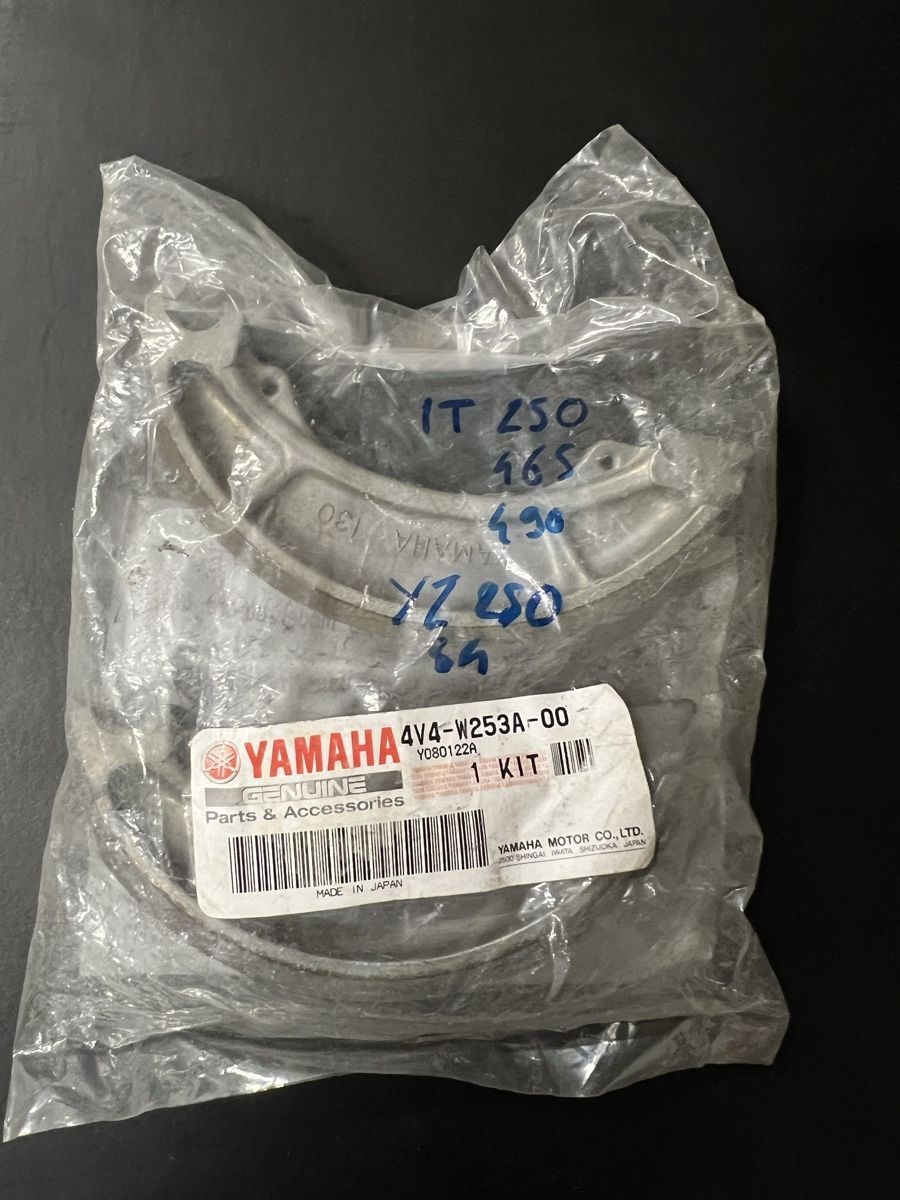 IT 250
465
490
YAMAHA 130
YZ 250
84
YAMAHA 4V4-W253A-00
Y080122A
GENUINE 1 KIT
Parts & Accessories
YAMAHA MOTOR CO.,LTD.
2500 SHINGAI IWATA SHIZUOKA JAPAN
MADE IN JAPAN